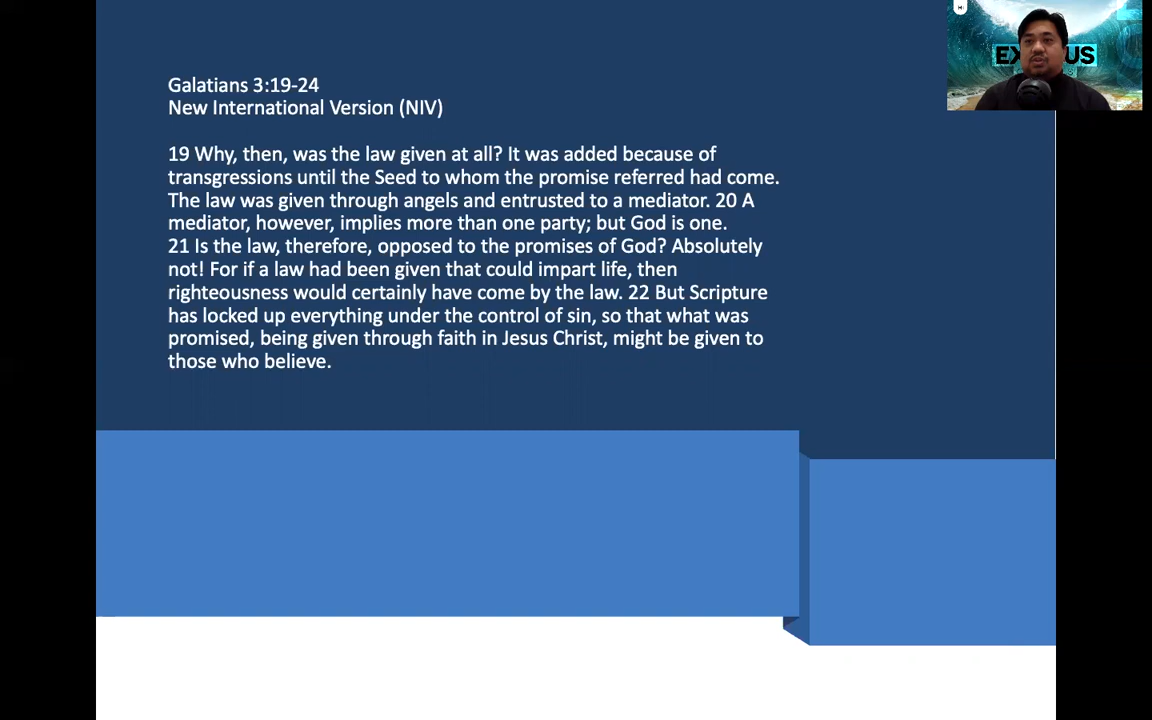 Galatians 3:19-24
New International Version (NIV)
19 Why, then, was the law given at all? It was added because of
transgressions until the Seed to whom the promise referred had come.
The law was given through angels and entrusted to a mediator. 20 A
mediator, however, implies more than one party; but God is one.
21 Is the law, therefore, opposed to the promises of God? Absolutely
not! For if a law had been given that could impart life, then
righteousness would certainly have come by the law. 22 But Scripture
has locked up everything under the control of sin, so that what was
promised, being given through faith in Jesus Christ, might be given to
those who believe.